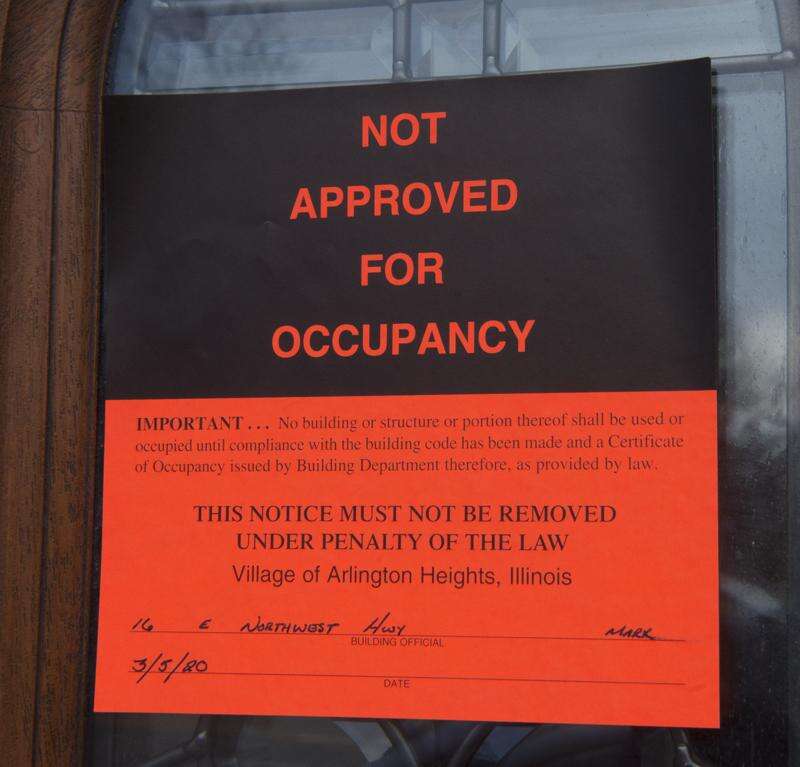 NOT
APPROVED
FOR
OCCUPANCY
IMPORTANT . . . No building or structure or portion thereof shall be used or
occupied until compliance with the building code has been made and a Certificate
of Occupancy issued by Building Department therefore, as provided by law.
THIS NOTICE MUST NOT BE REMOVED
UNDER PENALTY OF THE LAW
Village of Arlington Heights, Illinois
16 E NORTHWEST HWY MARK
BUILDING OFFICIAL
3/5/20
DATE